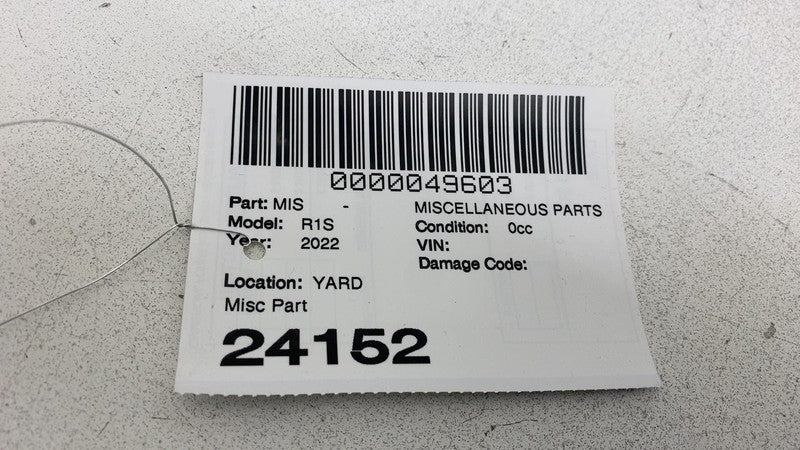 0000049603
Part: MIS - MISCELLANEOUS PARTS
Model: R1S Condition: 0cc
Year: 2022 VIN:
Damage Code:
Location: YARD
Misc Part
24152